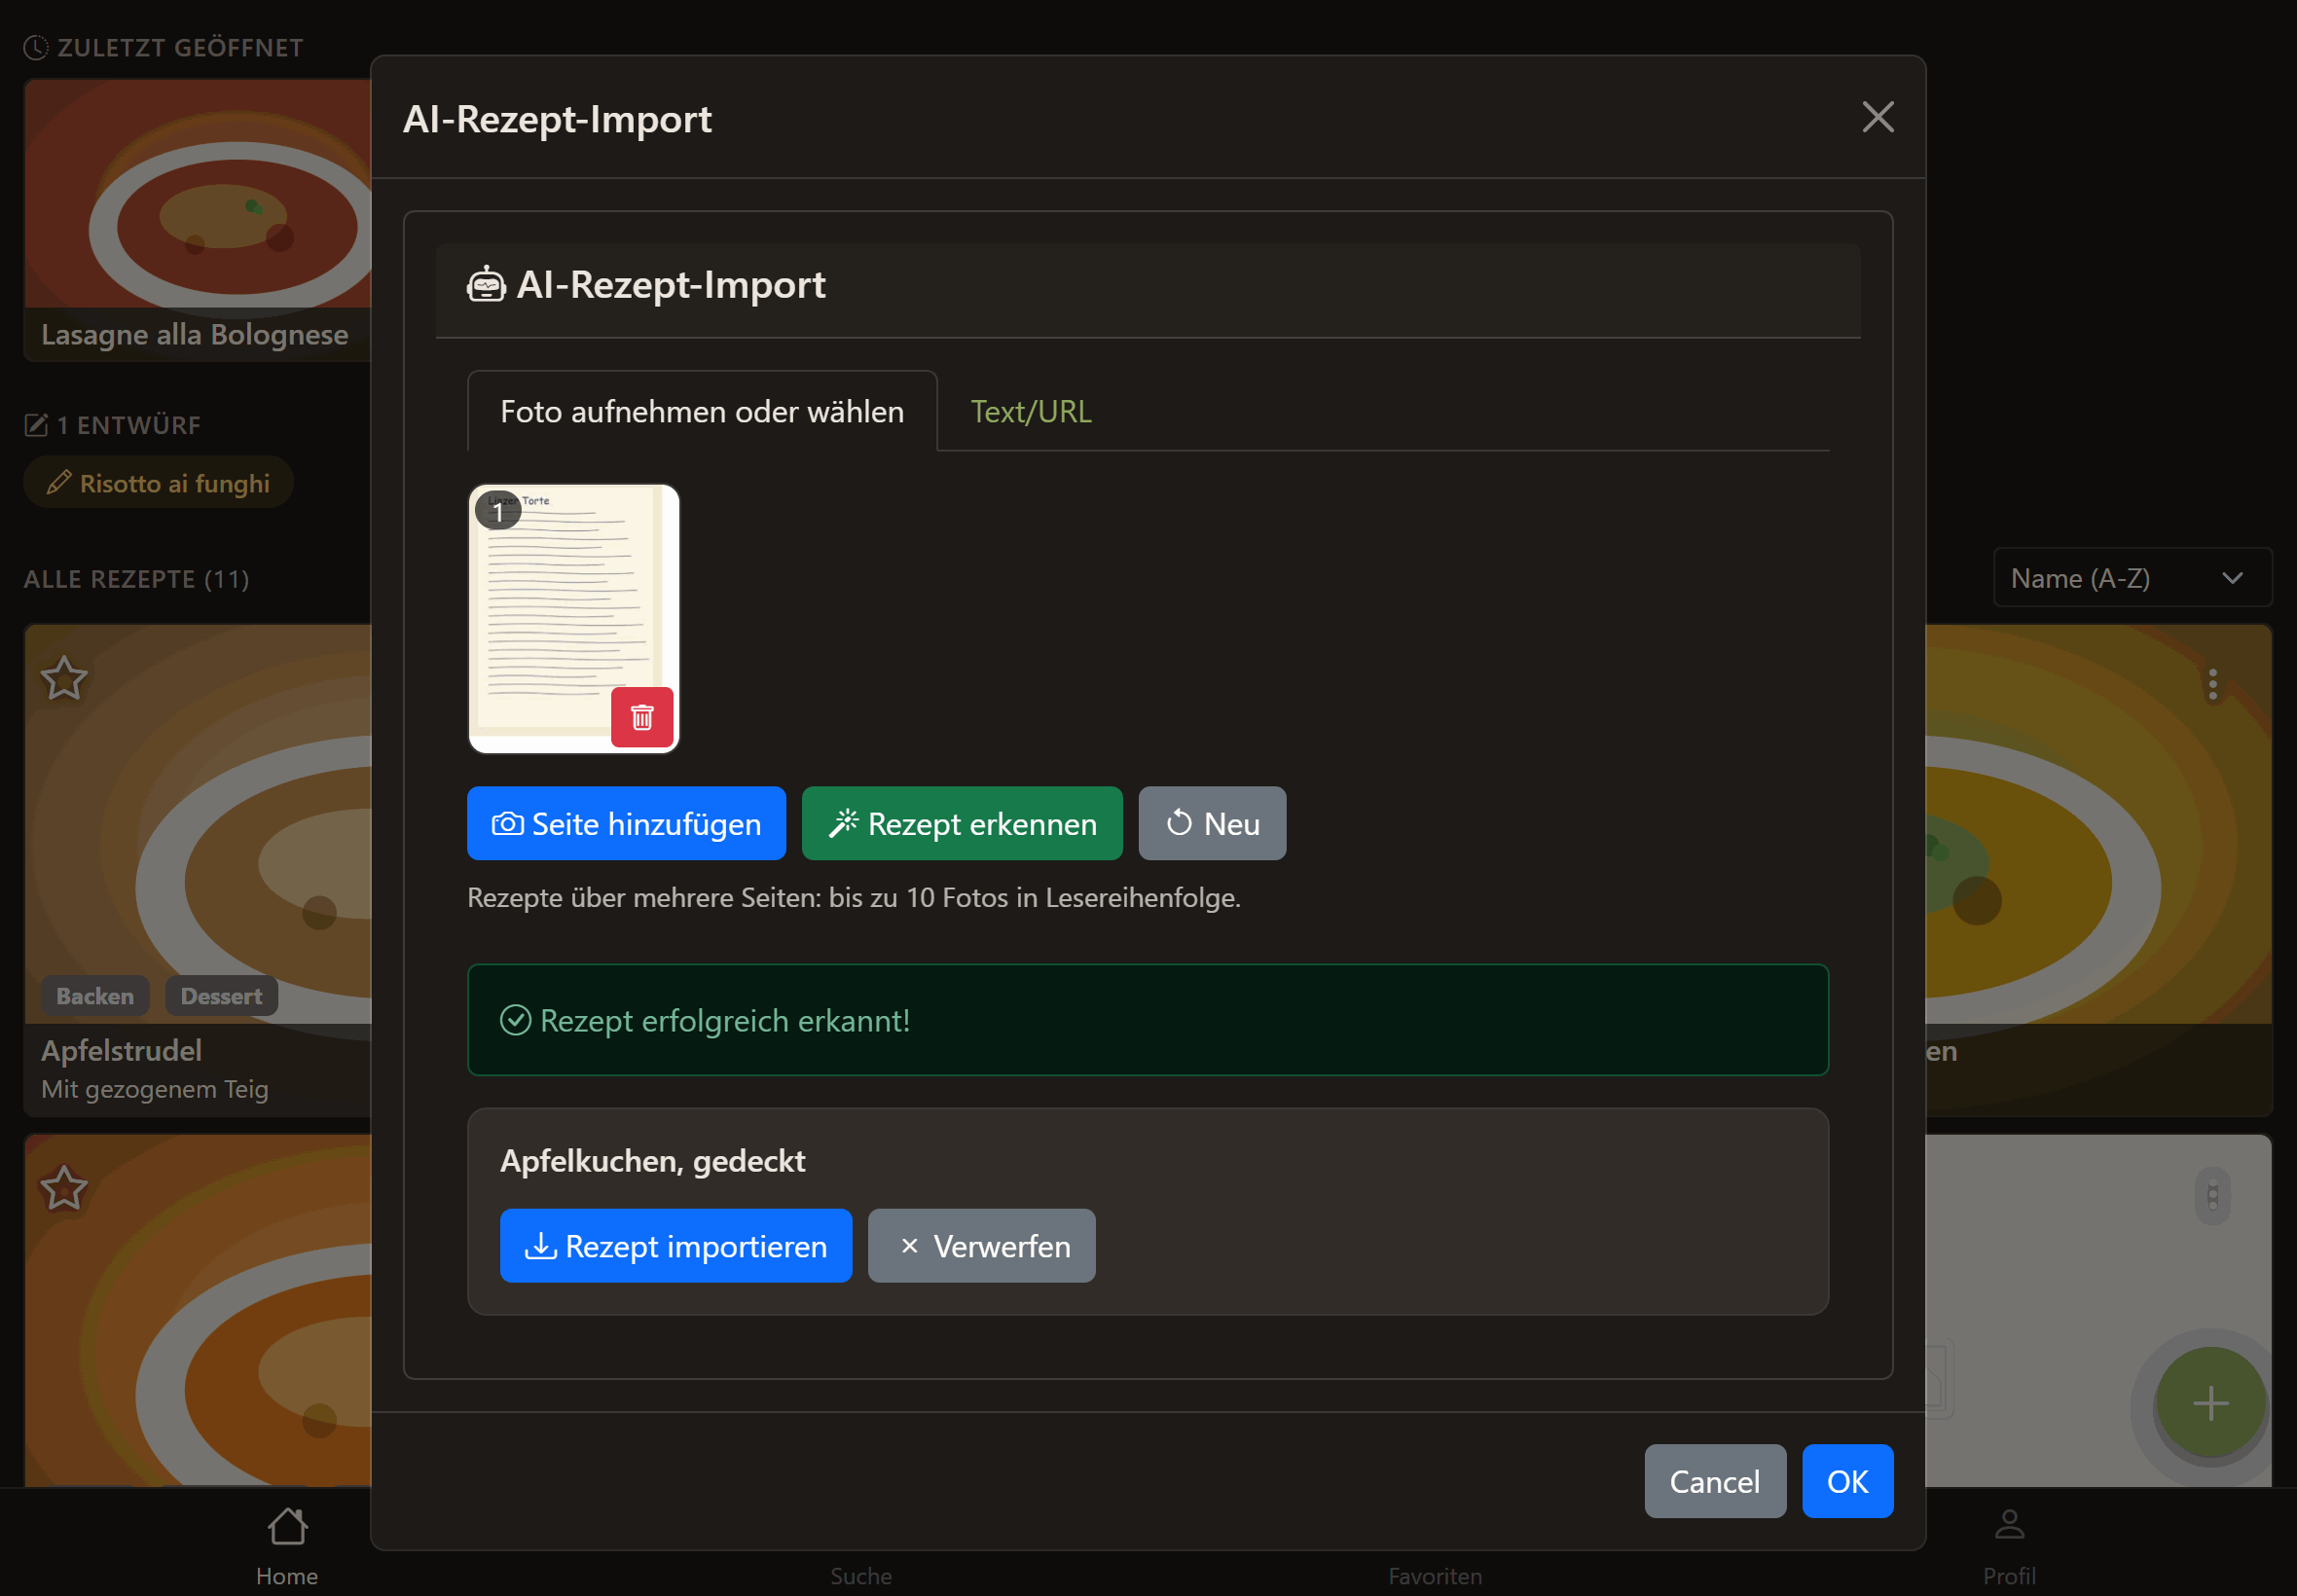 ZULETZT GEÖFFNET
Lasagne alla Bolognese
1 ENTWÜRF
Risotto ai funghi
ALLE REZEPTE (11)
Name (A-Z)
Backen Dessert
Apfelstrudel
Mit gezogenem Teig
en
AI-Rezept-Import
AI-Rezept-Import
Foto aufnehmen oder wählen Text/URL
1
Linzer Torte
Seite hinzufügen Rezept erkennen Neu
Rezepte über mehrere Seiten: bis zu 10 Fotos in Lesereihenfolge.
Rezept erfolgreich erkannt!
Apfelkuchen, gedeckt
Rezept importieren Verwerfen
Cancel OK
Home Suche Favoriten Profil